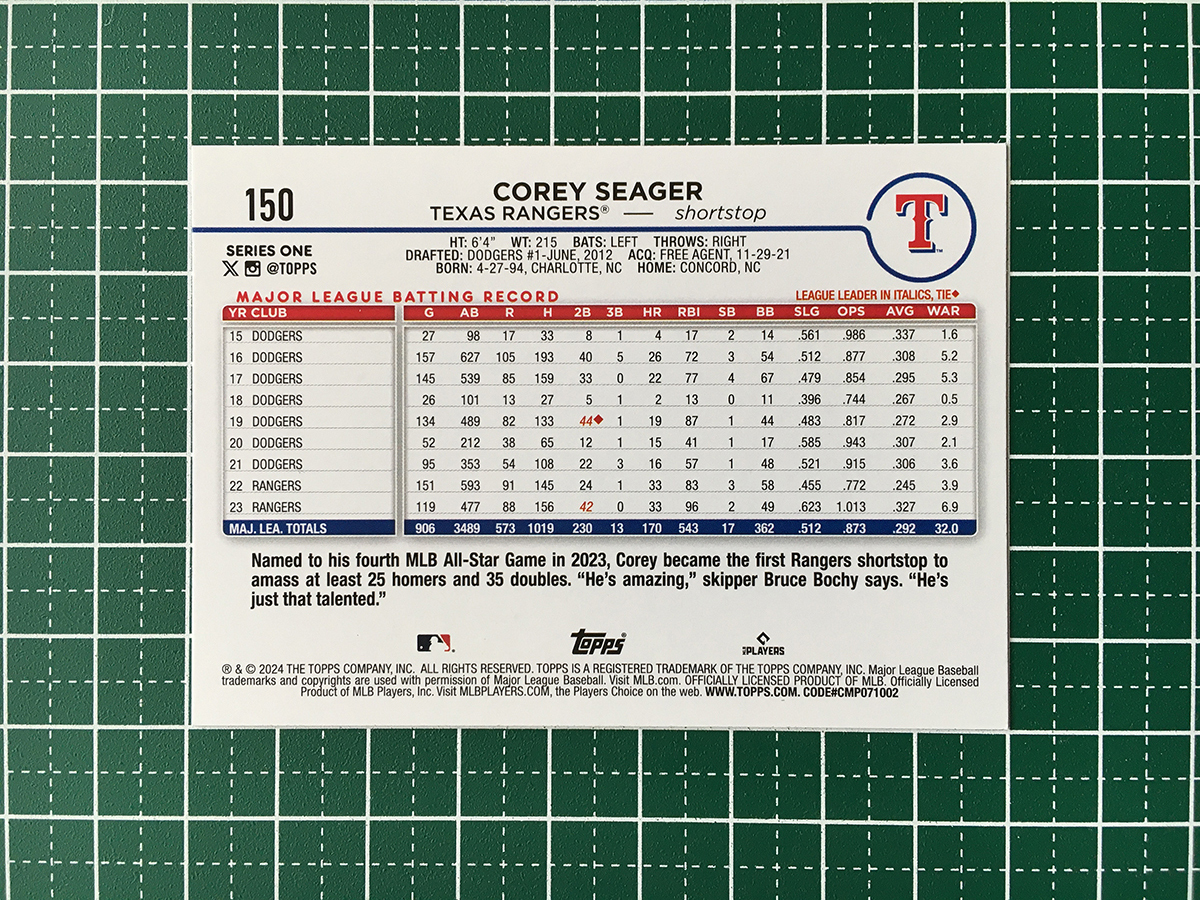 150
COREY SEAGER
TEXAS RANGERS® — shortstop
T™
SERIES ONE
@TOPPS
HT: 6'4" WT: 215 BATS: LEFT THROWS: RIGHT
DRAFTED: DODGERS #1-JUNE, 2012 ACQ: FREE AGENT, 11-29-21
BORN: 4-27-94, CHARLOTTE, NC HOME: CONCORD, NC
MAJOR LEAGUE BATTING RECORD LEAGUE LEADER IN ITALICS, TIE◆
YR CLUB G AB R H 2B 3B HR RBI SB BB SLG OPS AVG WAR
15 DODGERS 27 98 17 33 8 1 4 17 2 14 .561 .986 .337 1.6
16 DODGERS 157 627 105 193 40 5 26 72 3 54 .512 .877 .308 5.2
17 DODGERS 145 539 85 159 33 0 22 77 4 67 .479 .854 .295 5.3
18 DODGERS 26 101 13 27 5 1 2 13 0 11 .396 .744 .267 0.5
19 DODGERS 134 489 82 133 44◆ 1 19 87 1 44 .483 .817 .272 2.9
20 DODGERS 52 212 38 65 12 1 15 41 1 17 .585 .943 .307 2.1
21 DODGERS 95 353 54 108 22 3 16 57 1 48 .521 .915 .306 3.6
22 RANGERS 151 593 91 145 24 1 33 83 3 58 .455 .772 .245 3.9
23 RANGERS 119 477 88 156 42 0 33 96 2 49 .623 1.013 .327 6.9
MAJ. LEA. TOTALS 906 3489 573 1019 230 13 170 543 17 362 .512 .873 .292 32.0
Named to his fourth MLB All-Star Game in 2023, Corey became the first Rangers shortstop to
amass at least 25 homers and 35 doubles. “He’s amazing,” skipper Bruce Bochy says. “He’s
just that talented.”
topps® MLB PLAYERS
® & © 2024 THE TOPPS COMPANY, INC. ALL RIGHTS RESERVED. TOPPS IS A REGISTERED TRADEMARK OF THE TOPPS COMPANY, INC. Major League Baseball
trademarks and copyrights are used with permission of Major League Baseball. Visit MLB.com. OFFICIALLY LICENSED PRODUCT OF MLB. Officially Licensed
Product of MLB Players, Inc. Visit MLBPLAYERS.COM, the Players Choice on the web. WWW.TOPPS.COM. CODE#CMP071002